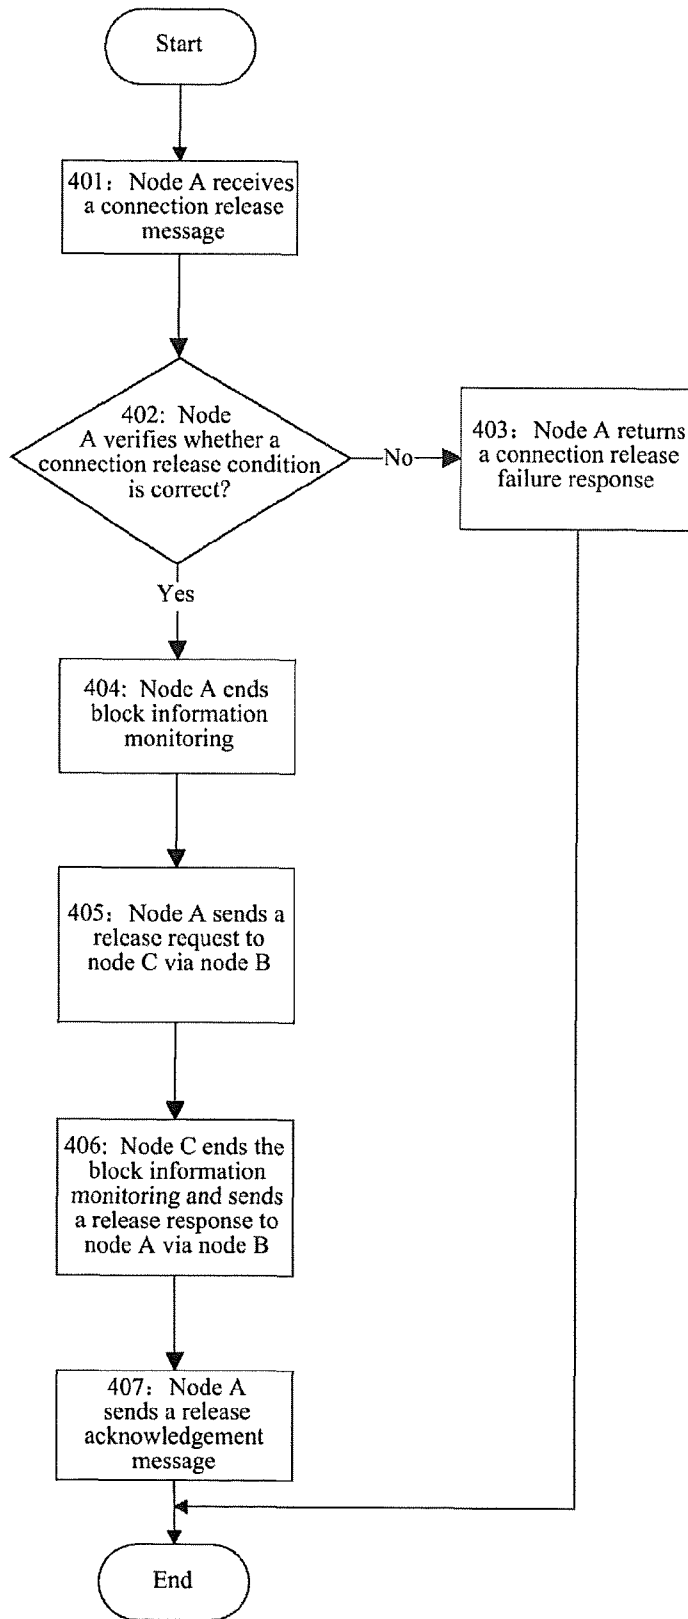 Start
401: Node A receives
a connection release
message
402: Node
A verifies whether a
connection release condition
is correct?
No
403: Node A returns
a connection release
failure response
Yes
404: Node A ends
block information
monitoring
405: Node A sends a
release request to
node C via node B
406: Node C ends the
block information
monitoring and sends
a release response to
node A via node B
407: Node A
sends a release
acknowledgement
message
End